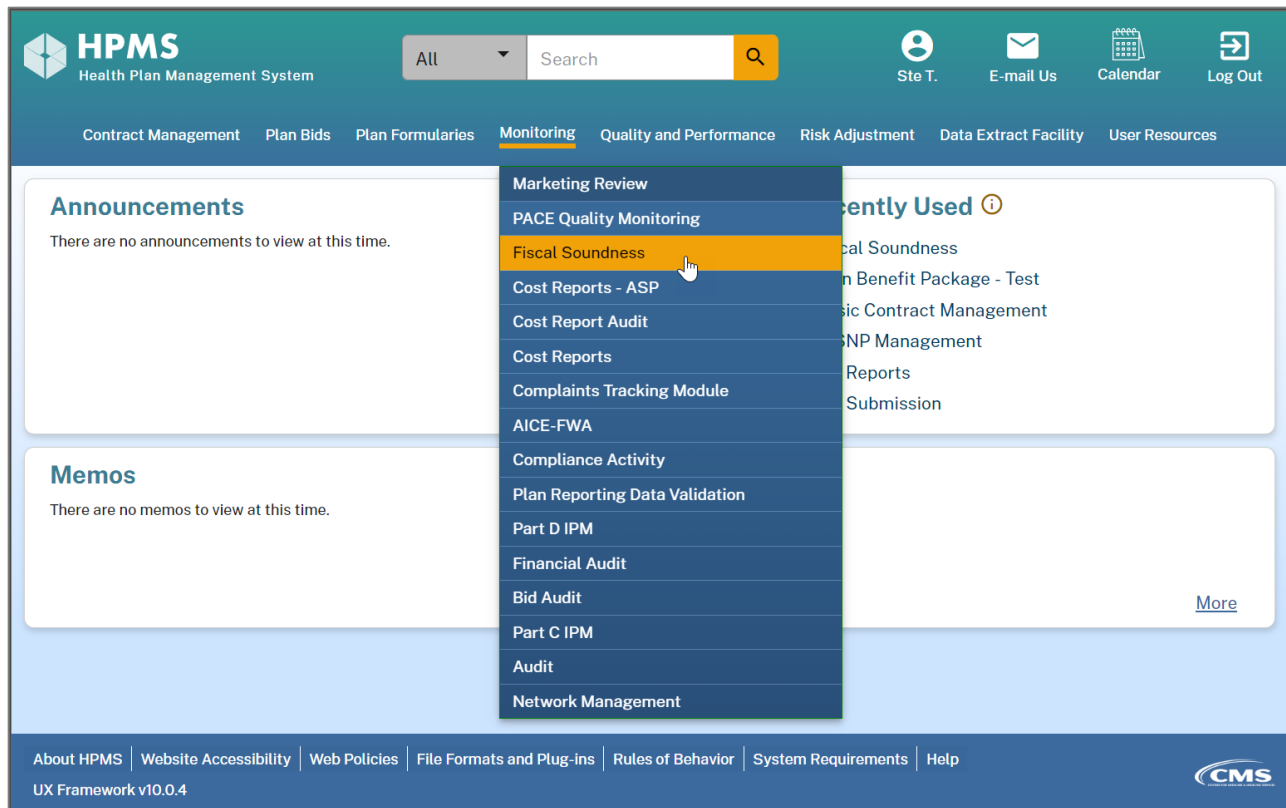 HPMS
Health Plan Management System
All
Search
Ste T.
E-mail Us
Calendar
Log Out
Contract Management
Plan Bids
Plan Formularies
Monitoring
Quality and Performance
Risk Adjustment
Data Extract Facility
User Resources
Announcements
There are no announcements to view at this time.
Marketing Review
PACE Quality Monitoring
Fiscal Soundness
Cost Reports - ASP
Cost Report Audit
Cost Reports
Complaints Tracking Module
AICE-FWA
Compliance Activity
Plan Reporting Data Validation
Part D IPM
Financial Audit
Bid Audit
Part C IPM
Audit
Network Management
Used
Soundness
Benefit Package - Test
Contract Management
Management
Reports
Submission
Memos
There are no memos to view at this time.
More
About HPMS
Website Accessibility
Web Policies
File Formats and Plug-ins
Rules of Behavior
System Requirements
Help
UX Framework v10.0.4
CMS